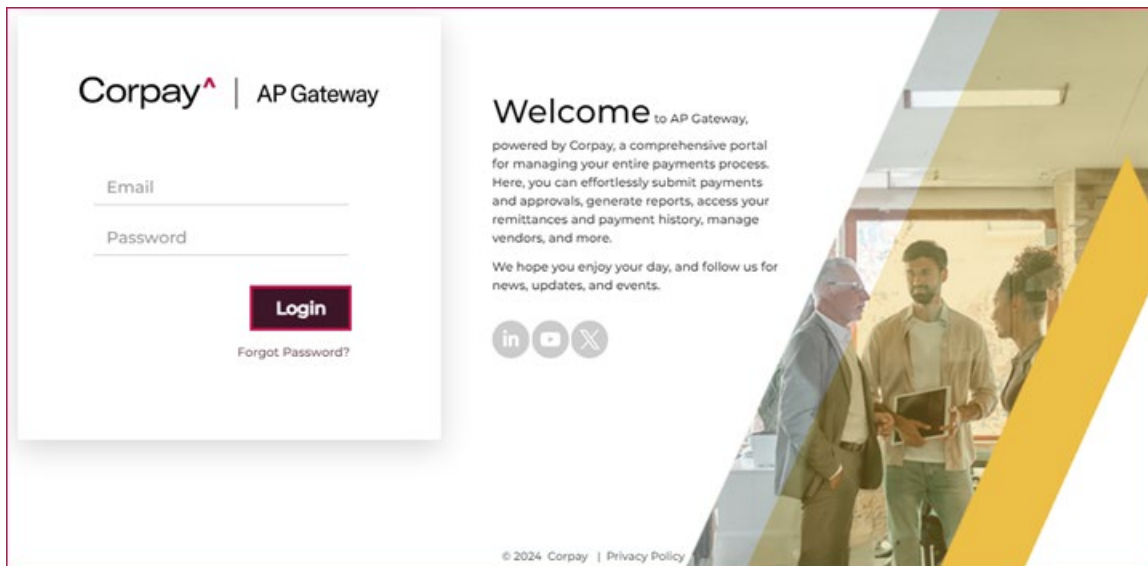 Corpay^ | AP Gateway
Email
Password
Login
Forgot Password?
Welcome to AP Gateway,
powered by Corpay, a comprehensive portal
for managing your entire payments process.
Here, you can effortlessly submit payments
and approvals, generate reports, access your
remittances and payment history, manage
vendors, and more.
We hope you enjoy your day, and follow us for
news, updates, and events.
in
X
© 2024 Corpay | Privacy Policy